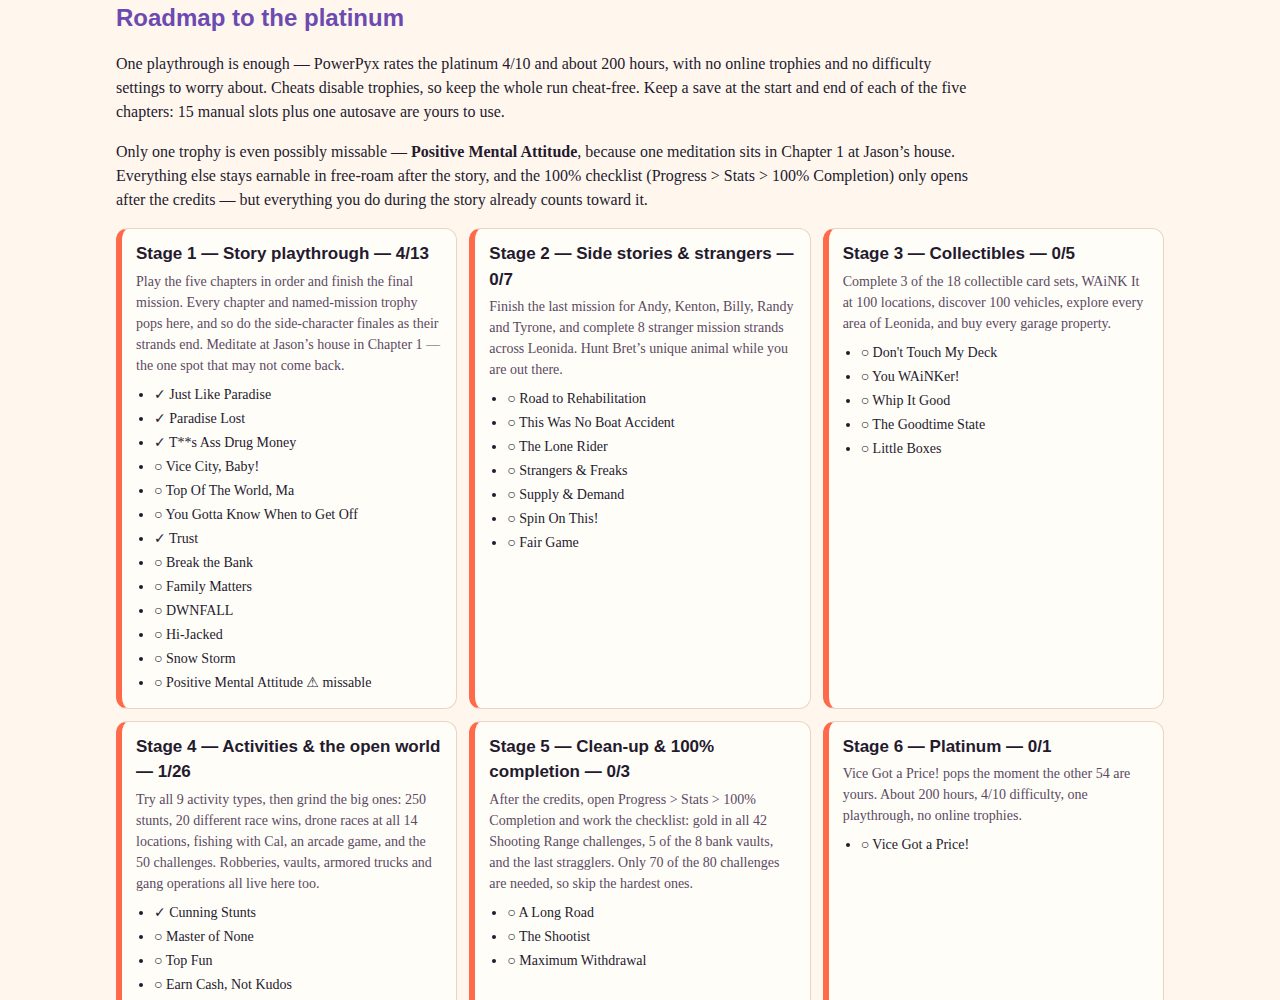 Roadmap to the platinum
One playthrough is enough — PowerPyx rates the platinum 4/10 and about 200 hours, with no online trophies and no difficulty
settings to worry about. Cheats disable trophies, so keep the whole run cheat-free. Keep a save at the start and end of each of the five
chapters: 15 manual slots plus one autosave are yours to use.
Only one trophy is even possibly missable — Positive Mental Attitude, because one meditation sits in Chapter 1 at Jason’s house.
Everything else stays earnable in free-roam after the story, and the 100% checklist (Progress > Stats > 100% Completion) only opens
after the credits — but everything you do during the story already counts toward it.
Stage 1 — Story playthrough — 4/13
Play the five chapters in order and finish the final
mission. Every chapter and named-mission trophy
pops here, and so do the side-character finales as their
strands end. Meditate at Jason’s house in Chapter 1 —
the one spot that may not come back.
• ✓ Just Like Paradise
• ✓ Paradise Lost
• ✓ T**s Ass Drug Money
• ○ Vice City, Baby!
• ○ Top Of The World, Ma
• ○ You Gotta Know When to Get Off
• ✓ Trust
• ○ Break the Bank
• ○ Family Matters
• ○ DWNFALL
• ○ Hi-Jacked
• ○ Snow Storm
• ○ Positive Mental Attitude ⚠ missable
Stage 2 — Side stories & strangers —
0/7
Finish the last mission for Andy, Kenton, Billy, Randy
and Tyrone, and complete 8 stranger mission strands
across Leonida. Hunt Bret’s unique animal while you
are out there.
• ○ Road to Rehabilitation
• ○ This Was No Boat Accident
• ○ The Lone Rider
• ○ Strangers & Freaks
• ○ Supply & Demand
• ○ Spin On This!
• ○ Fair Game
Stage 3 — Collectibles — 0/5
Complete 3 of the 18 collectible card sets, WAiNK It
at 100 locations, discover 100 vehicles, explore every
area of Leonida, and buy every garage property.
• ○ Don't Touch My Deck
• ○ You WAiNKer!
• ○ Whip It Good
• ○ The Goodtime State
• ○ Little Boxes
Stage 4 — Activities & the open world
— 1/26
Try all 9 activity types, then grind the big ones: 250
stunts, 20 different race wins, drone races at all 14
locations, fishing with Cal, an arcade game, and the
50 challenges. Robberies, vaults, armored trucks and
gang operations all live here too.
• ✓ Cunning Stunts
• ○ Master of None
• ○ Top Fun
• ○ Earn Cash, Not Kudos
Stage 5 — Clean-up & 100%
completion — 0/3
After the credits, open Progress > Stats > 100%
Completion and work the checklist: gold in all 42
Shooting Range challenges, 5 of the 8 bank vaults,
and the last stragglers. Only 70 of the 80 challenges
are needed, so skip the hardest ones.
• ○ A Long Road
• ○ The Shootist
• ○ Maximum Withdrawal
Stage 6 — Platinum — 0/1
Vice Got a Price! pops the moment the other 54 are
yours. About 200 hours, 4/10 difficulty, one
playthrough, no online trophies.
• ○ Vice Got a Price!